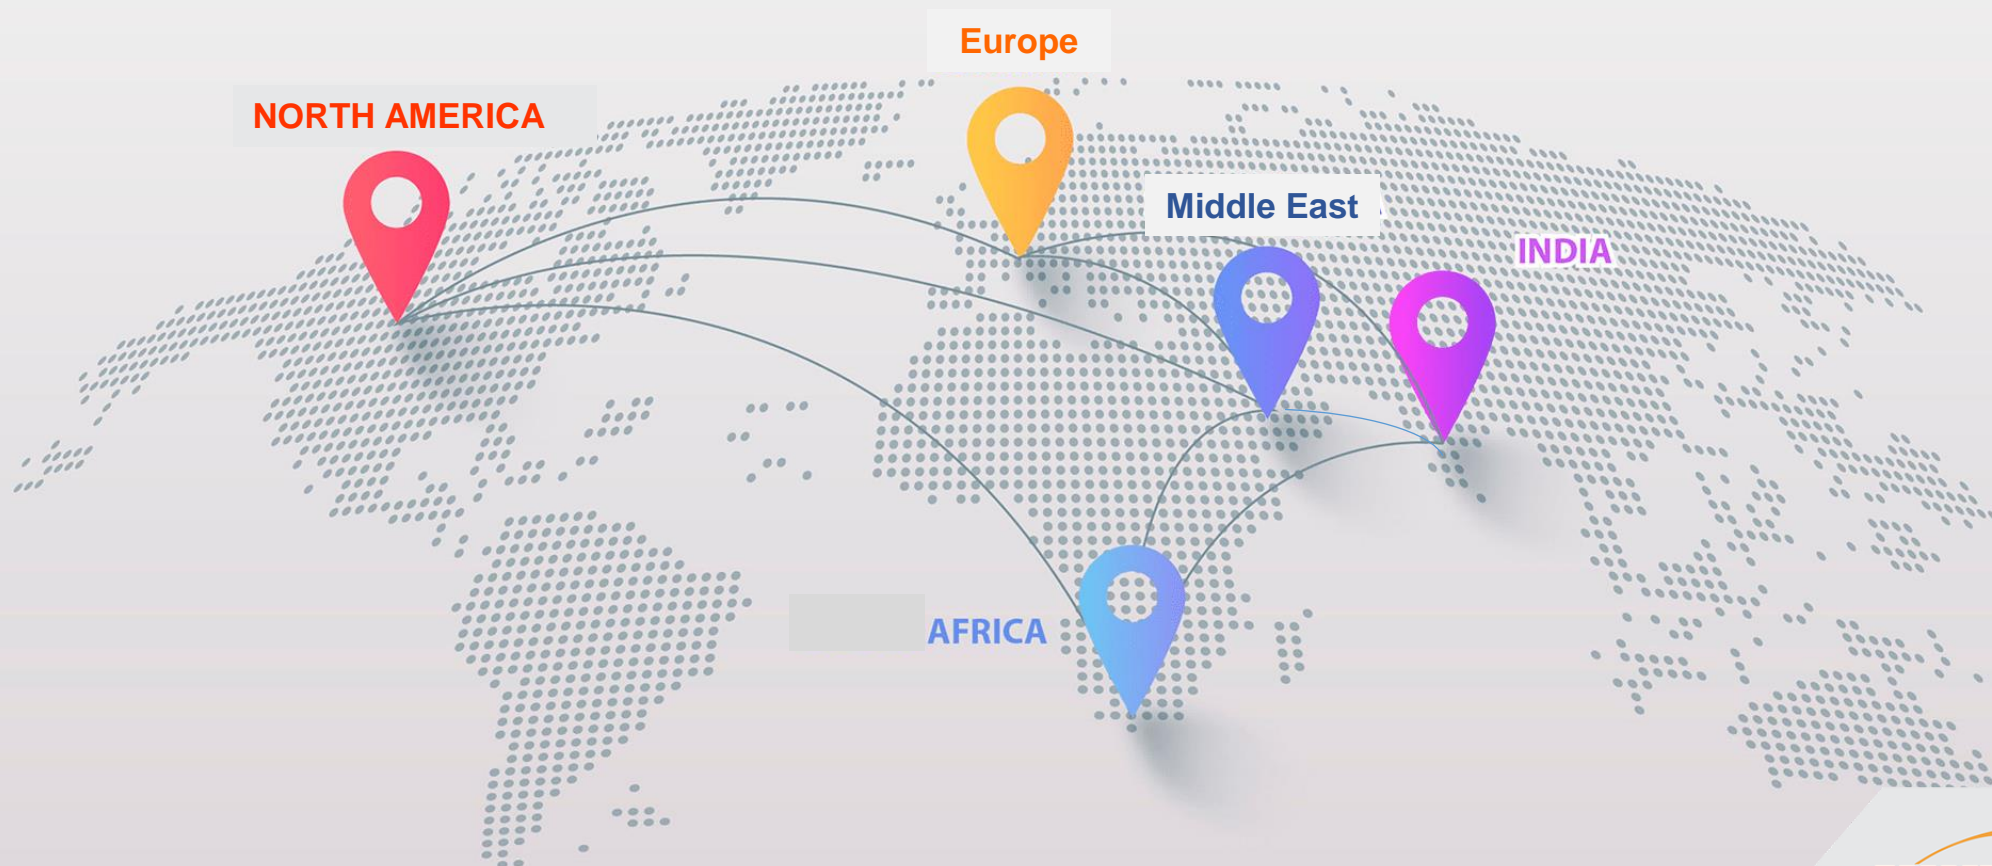 Europe
NORTH AMERICA
Middle East
INDIA
AFRICA